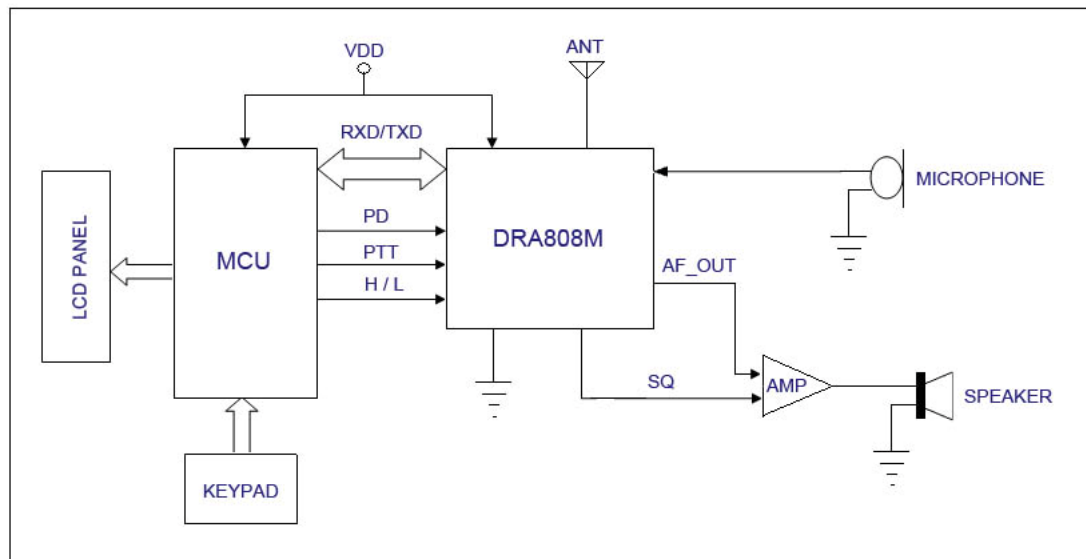 VDD
ANT
RXD/TXD
MICROPHONE
LCD PANEL
MCU
PD
PTT
H / L
DRA808M
AF_OUT
SQ
AMP
SPEAKER
KEYPAD